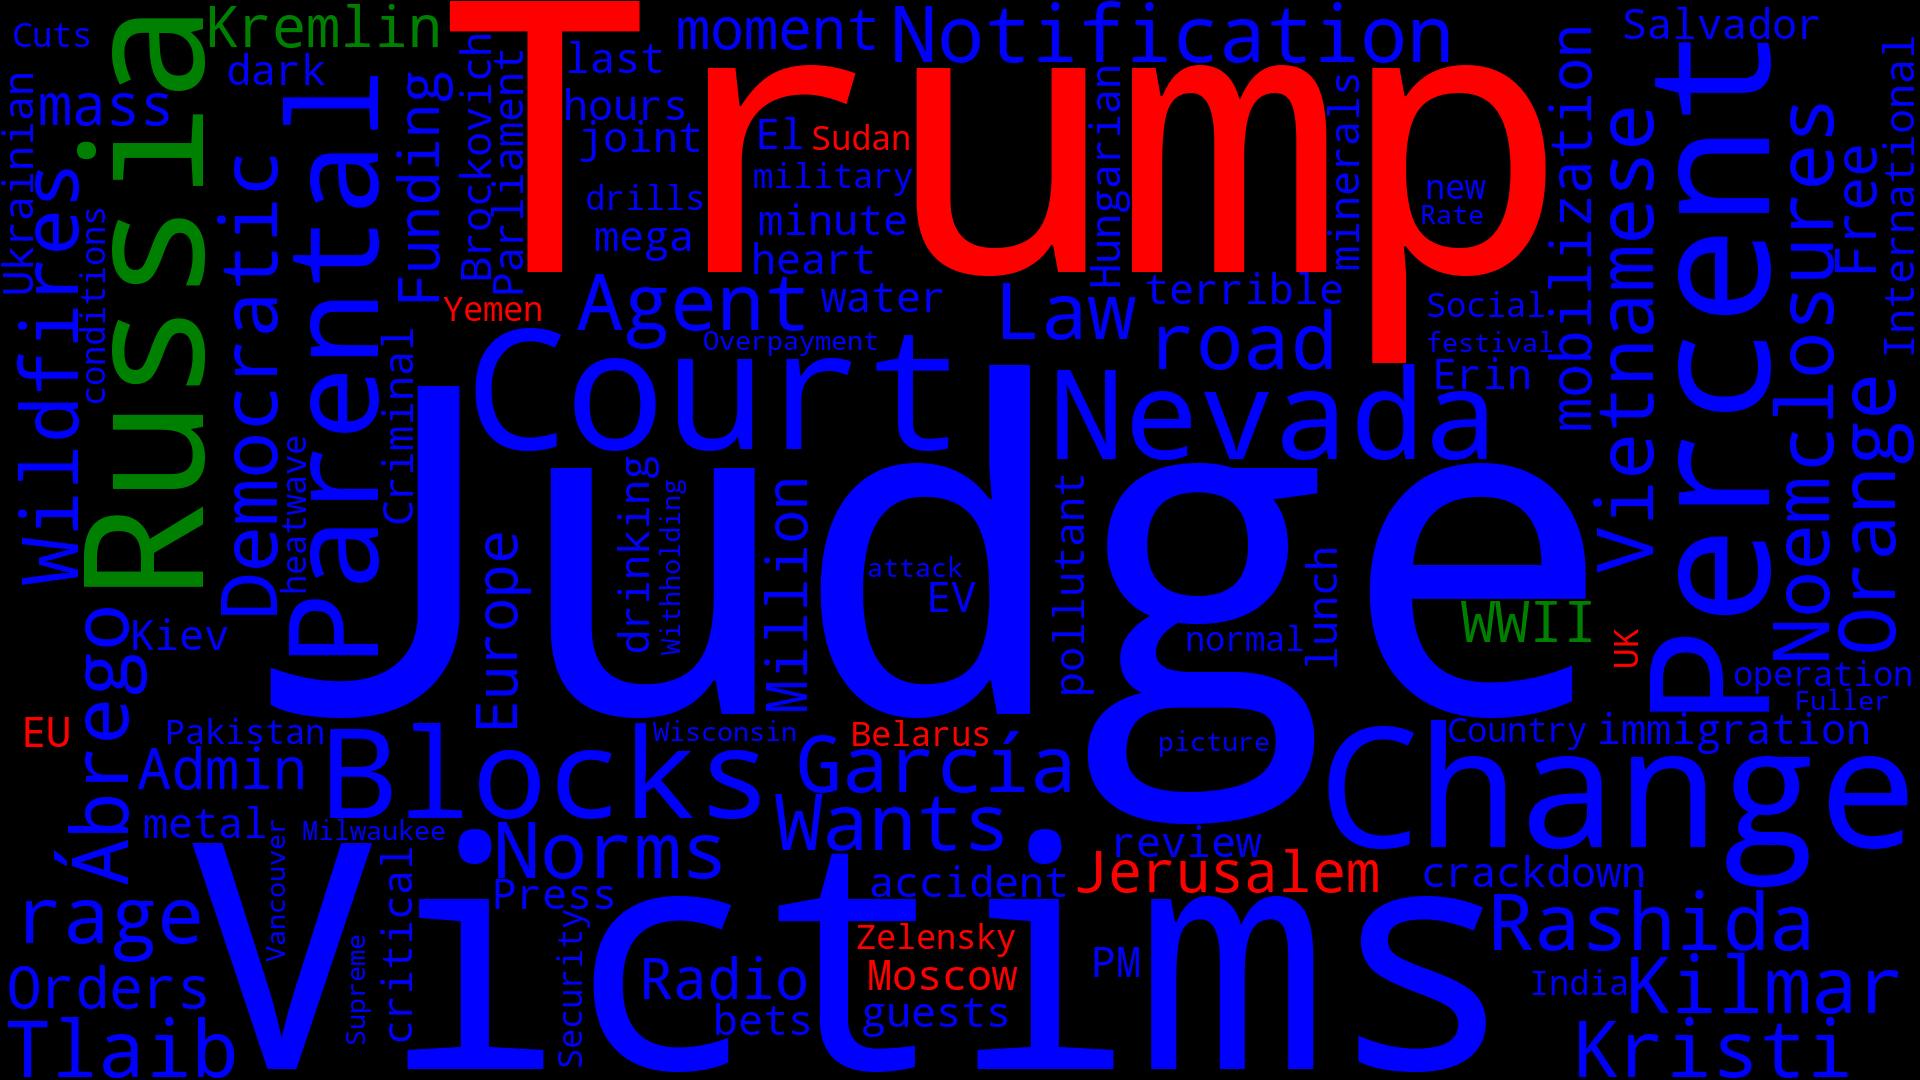 Cuts
Kremlin
Trump
moment
Notification
Salvador
dark
last
mass
hours
joint
El
Sudan
military
drills
minute
mega
heart
new
Rate
Ukrainian
Wildfires
conditions
Russia
Democratic
Parental
Funding
Brockovich
Parliament
Hungarian
minerals
mobilization
Vietnamese
Percent
Noemclosures
Free
International
Yemen
Agent
water
Law
terrible
Social
Overpayment
road
festival
Erin
Court
Nevada
Criminal
heatwave
Judge
Orange
Europe
drinking
Withholding
Million
attack
EV
pollutant
normal
lunch
WWII
UK
Kiev
Ábrego
operation
Fuller
EU
Pakistan
Wisconsin
Belarus
picture
Country
immigration
Admin
Blocks
García
Change
metal
Milwaukee
Norms
Wants
review
Vancouver
Victims
critical
Press
accident
Jerusalem
crackdown
rage
Supreme
Security
Zelensky
Rashida
Orders
Radio
Moscow
PM
India
Kilmar
bets
guests
Tlaib
Kristi